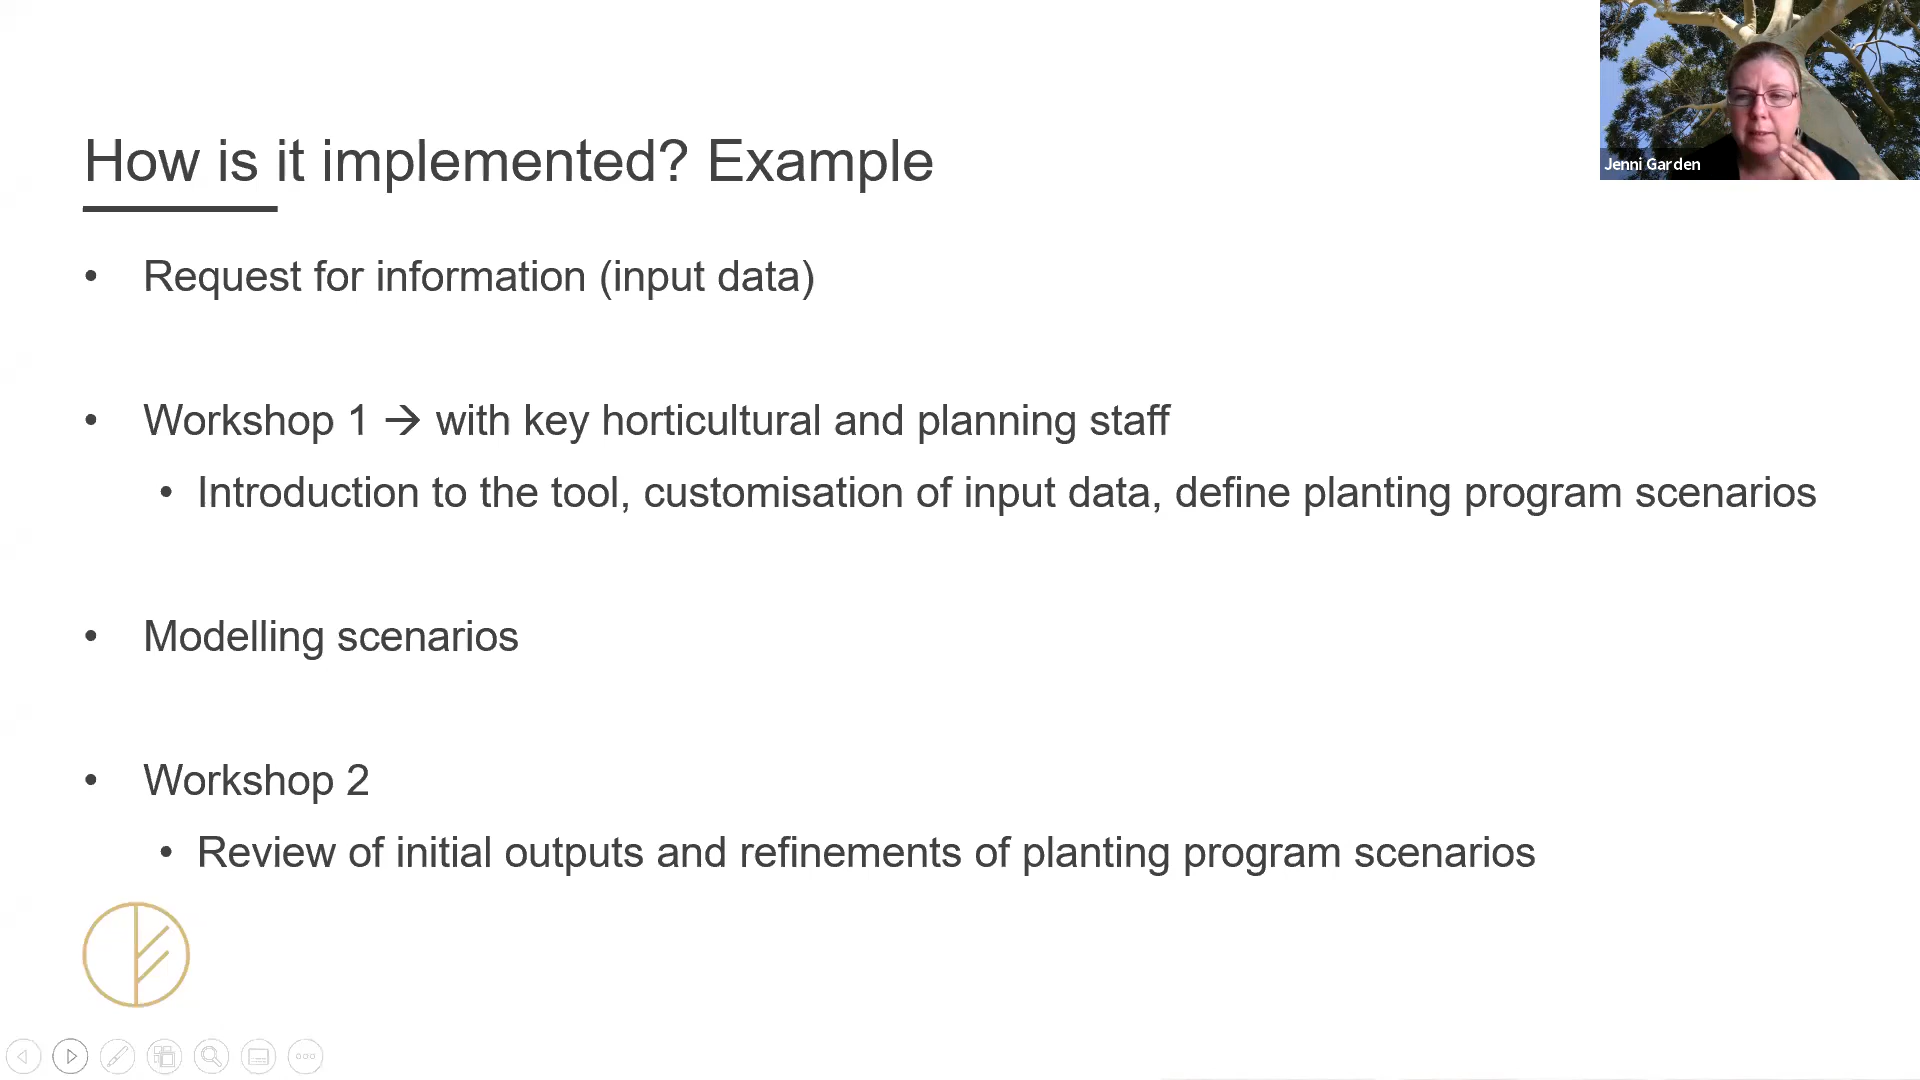 Jenni Garden
How is it implemented? Example
• Request for information (input data)
• Workshop 1 → with key horticultural and planning staff
• Introduction to the tool, customisation of input data, define planting program scenarios
• Modelling scenarios
• Workshop 2
• Review of initial outputs and refinements of planting program scenarios